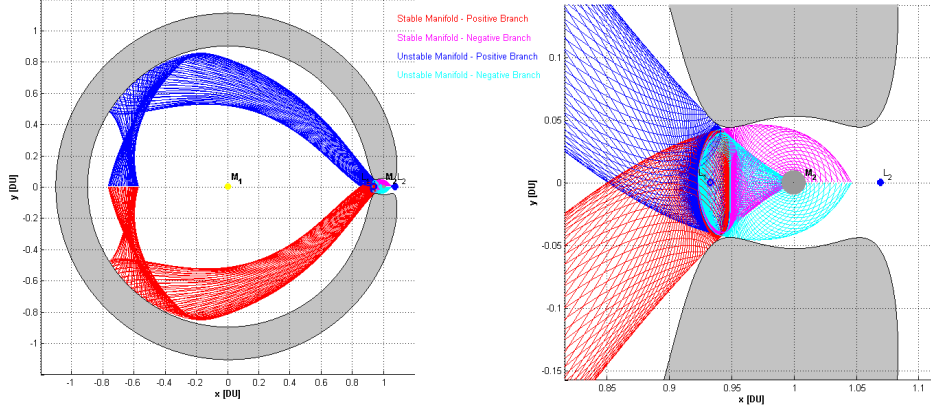 Stable Manifold - Positive Branch
Stable Manifold - Negative Branch
Unstable Manifold - Positive Branch
Unstable Manifold - Negative Branch
y [DU]
1
0.8
0.6
0.4
0.2
0
-0.2
-0.4
-0.6
-0.8
-1
M1
L2
-1 -0.8 -0.6 -0.4 -0.2 0 0.2 0.4 0.6 0.8 1
x [DU]
y [DU]
0.1
0.05
0
-0.05
-0.1
-0.15
M2
L2
0.85 0.9 0.95 1 1.05 1.1
x [DU]